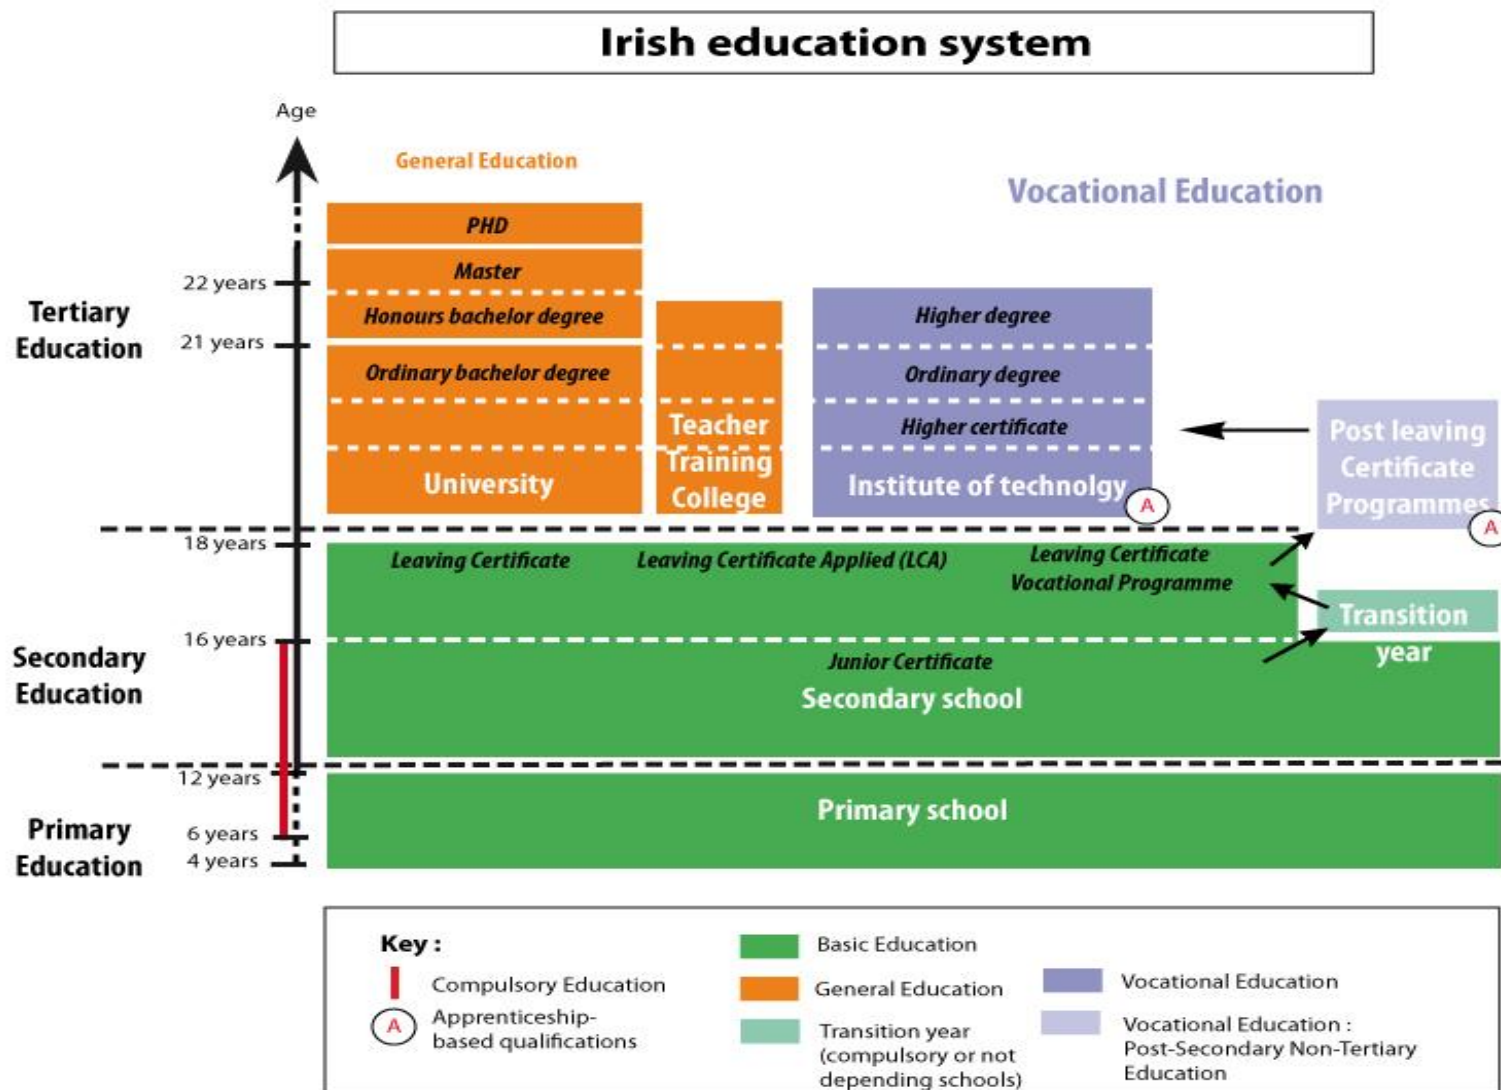 Irish education system
Age
General Education
Vocational Education
PHD
Master
22 years
Tertiary
Education
Honours bachelor degree
Higher degree
21 years
Ordinary bachelor degree
Ordinary degree
Teacher
Training
College
Higher certificate
Post leaving
Certificate
Programmes
University
Institute of technolgy
A
A
18 years
Leaving Certificate
Leaving Certificate Applied (LCA)
Leaving Certificate
Vocational Programme
Transition
year
16 years
Secondary
Education
Junior Certificate
Secondary school
12 years
Primary school
Primary
Education
6 years
4 years
Key :
Compulsory Education
A
Apprenticeship-
based qualifications
Basic Education
General Education
Transition year
(compulsory or not
depending schools)
Vocational Education
Vocational Education :
Post-Secondary Non-Tertiary
Education